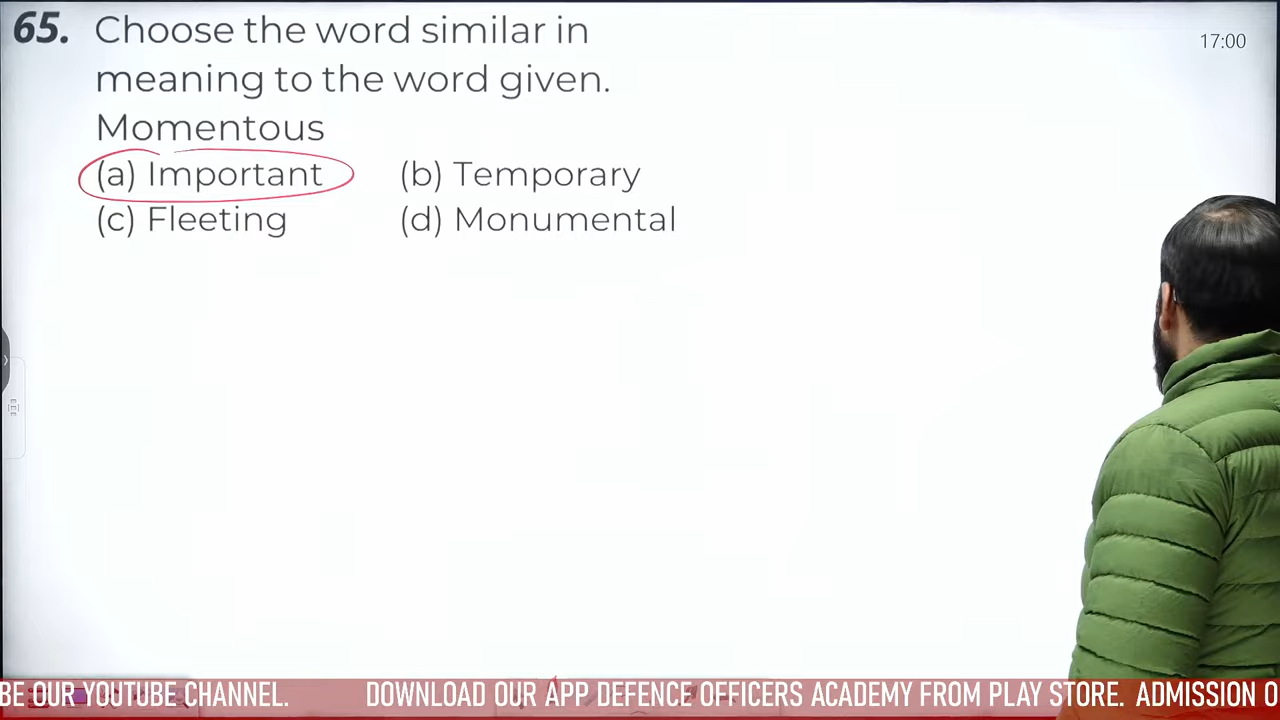 65. Choose the word similar in
17:00
meaning to the word given.
Momentous
(a) Important (b) Temporary
(c) Fleeting (d) Monumental
BE OUR YOUTUBE CHANNEL. DOWNLOAD OUR APP DEFENCE OFFICERS ACADEMY FROM PLAY STORE. ADMISSION O